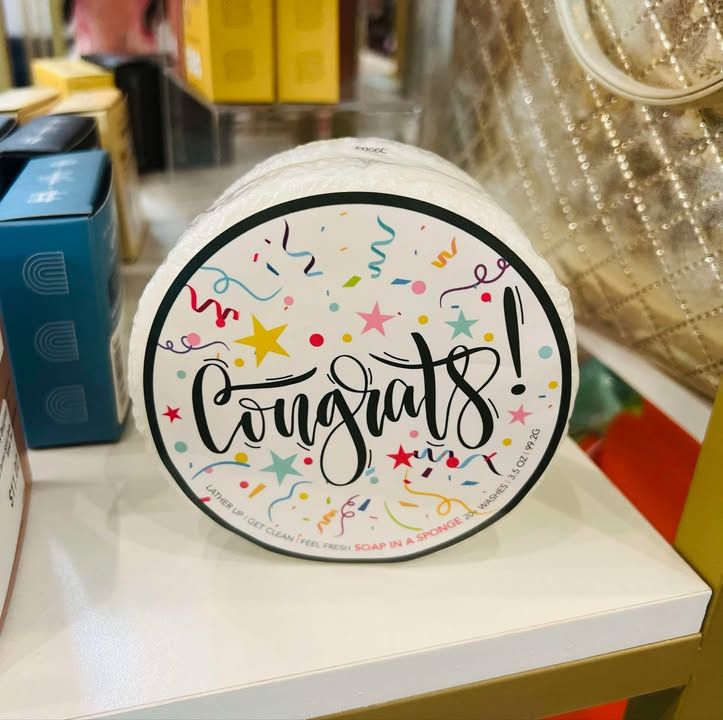 Congrats!
LATHER UP | GET CLEAN | FEEL FRESH SOAP IN A SPONGE 20+ WASHES | 3.5 OZ | 99.2G